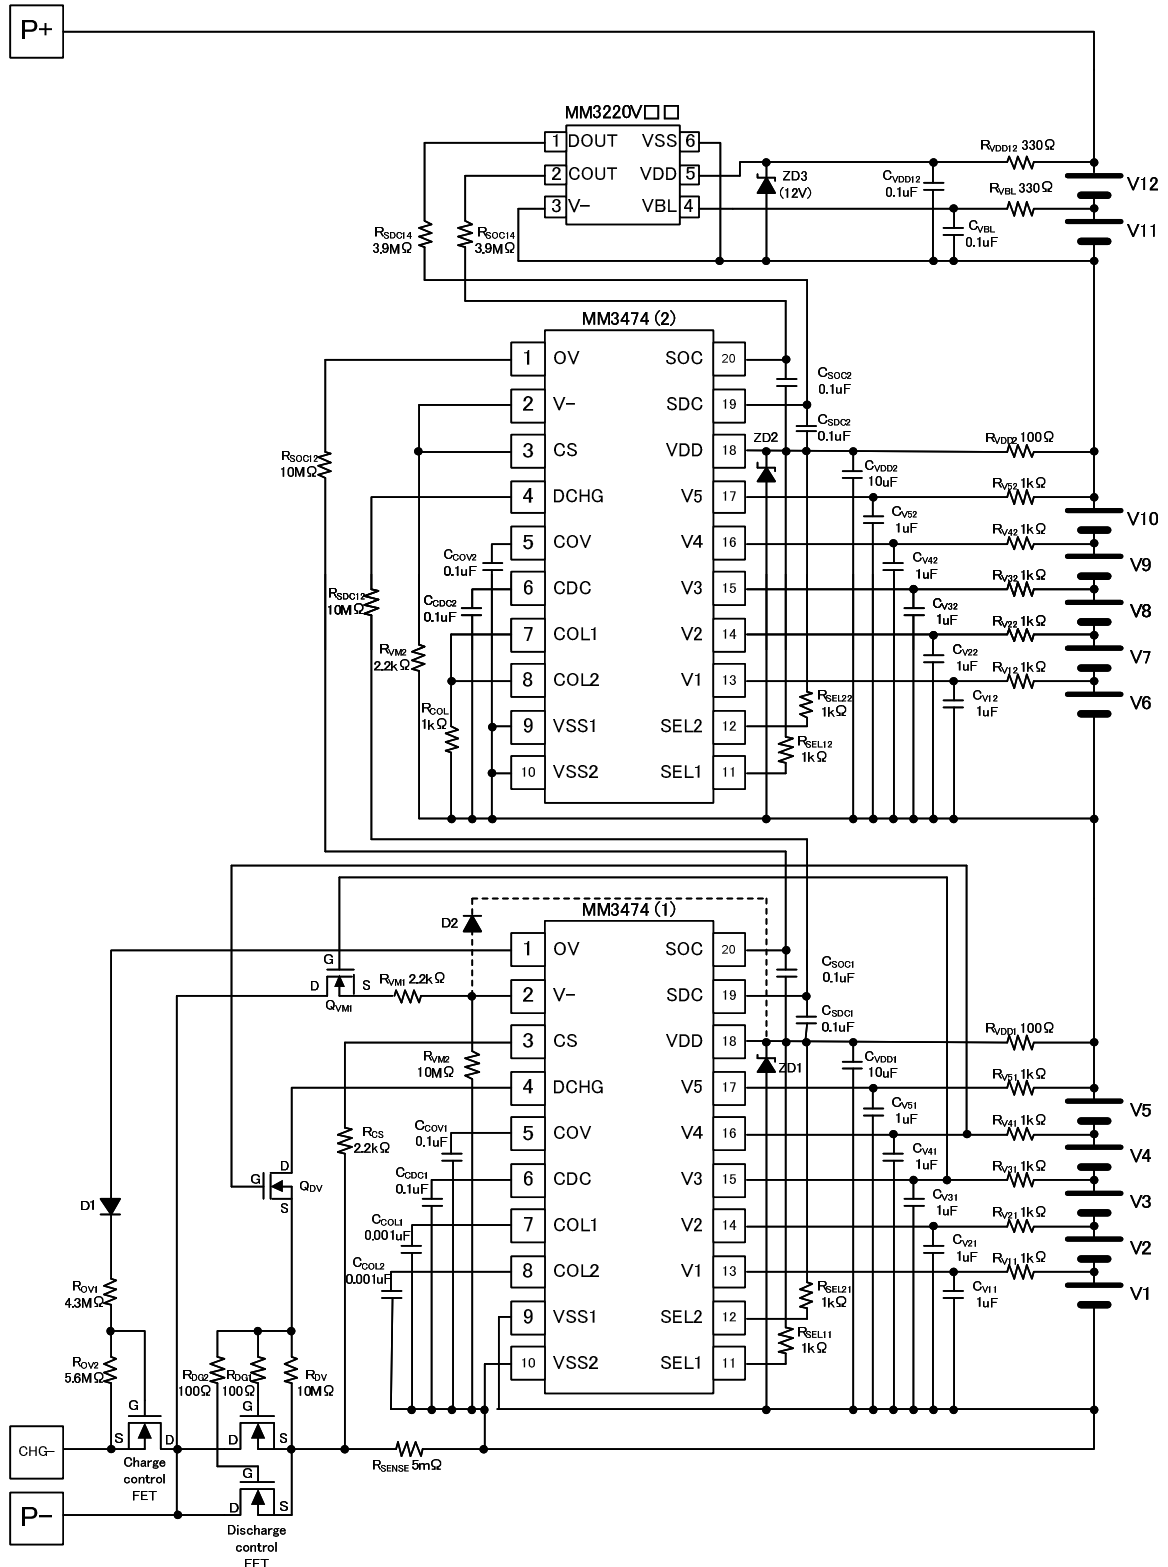 P+
MM3220V□□
1 DOUT VSS 6
2 COUT VDD 5
3 V- VBL 4
RSDC14
3.9MΩ
RSOC14
3.9MΩ
ZD3
(12V)
CVDD12
0.1uF
RVDD12 330Ω
RVBL 330Ω
CVBL
0.1uF
V12
V11
MM3474 (2)
1 OV SOC 20
2 V- SDC 19
3 CS VDD 18
4 DCHG V5 17
5 COV V4 16
6 CDC V3 15
7 COL1 V2 14
8 COL2 V1 13
9 VSS1 SEL2 12
10 VSS2 SEL1 11
RSOC12
10MΩ
RSDC12
10MΩ
CCOV2
0.1uF
CCDC2
0.1uF
RVM2
2.2kΩ
RCOL
1kΩ
CSOC2
0.1uF
CSDC2
0.1uF
ZD2
CVDD2
10uF
CV52
1uF
CV42
1uF
CV32
1uF
CV22
1uF
CV12
1uF
RSEL22
1kΩ
RSEL12
1kΩ
RVDD2 100Ω
RV52 1kΩ
RV42 1kΩ
RV32 1kΩ
RV22 1kΩ
RV12 1kΩ
V10
V9
V8
V7
V6
MM3474 (1)
1 OV SOC 20
2 V- SDC 19
3 CS VDD 18
4 DCHG V5 17
5 COV V4 16
6 CDC V3 15
7 COL1 V2 14
8 COL2 V1 13
9 VSS1 SEL2 12
10 VSS2 SEL1 11
D2
G
D S
QVM1
RVM1 2.2kΩ
RVM2
10MΩ
RCS
2.2kΩ
CCOV1
0.1uF
CCDC1
0.1uF
CCOL1
0.001uF
CCOL2
0.001uF
CSOC1
0.1uF
CSDC1
0.1uF
ZD1
CVDD1
10uF
CV51
1uF
CV41
1uF
CV31
1uF
CV21
1uF
CV11
1uF
RSEL21
1kΩ
RSEL11
1kΩ
RVDD1 100Ω
RV51 1kΩ
RV41 1kΩ
RV31 1kΩ
RV21 1kΩ
RV11 1kΩ
V5
V4
V3
V2
V1
D
G QDV
S
D1
ROV1
4.3MΩ
ROV2
5.6MΩ
RDG2
100Ω
RDG1
100Ω
RDV
10MΩ
G
S D
G
D S
CHG-
Charge
control
FET
RSENSE 5mΩ
P-
G
D S
Discharge
control
FET